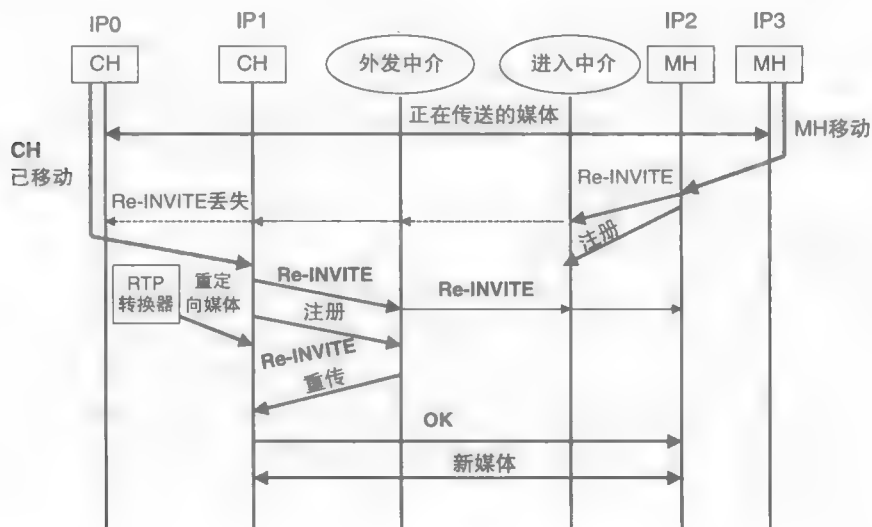 IP0
IP1
IP2
IP3
CH
CH
外发中介
进入中介
MH
MH
正在传送的媒体
MH移动
CH
已移动
Re-INVITE
Re-INVITE丢失
注册
RTP
转换器
重定
向媒体
Re-INVITE
Re-INVITE
注册
Re-INVITE
重传
OK
新媒体